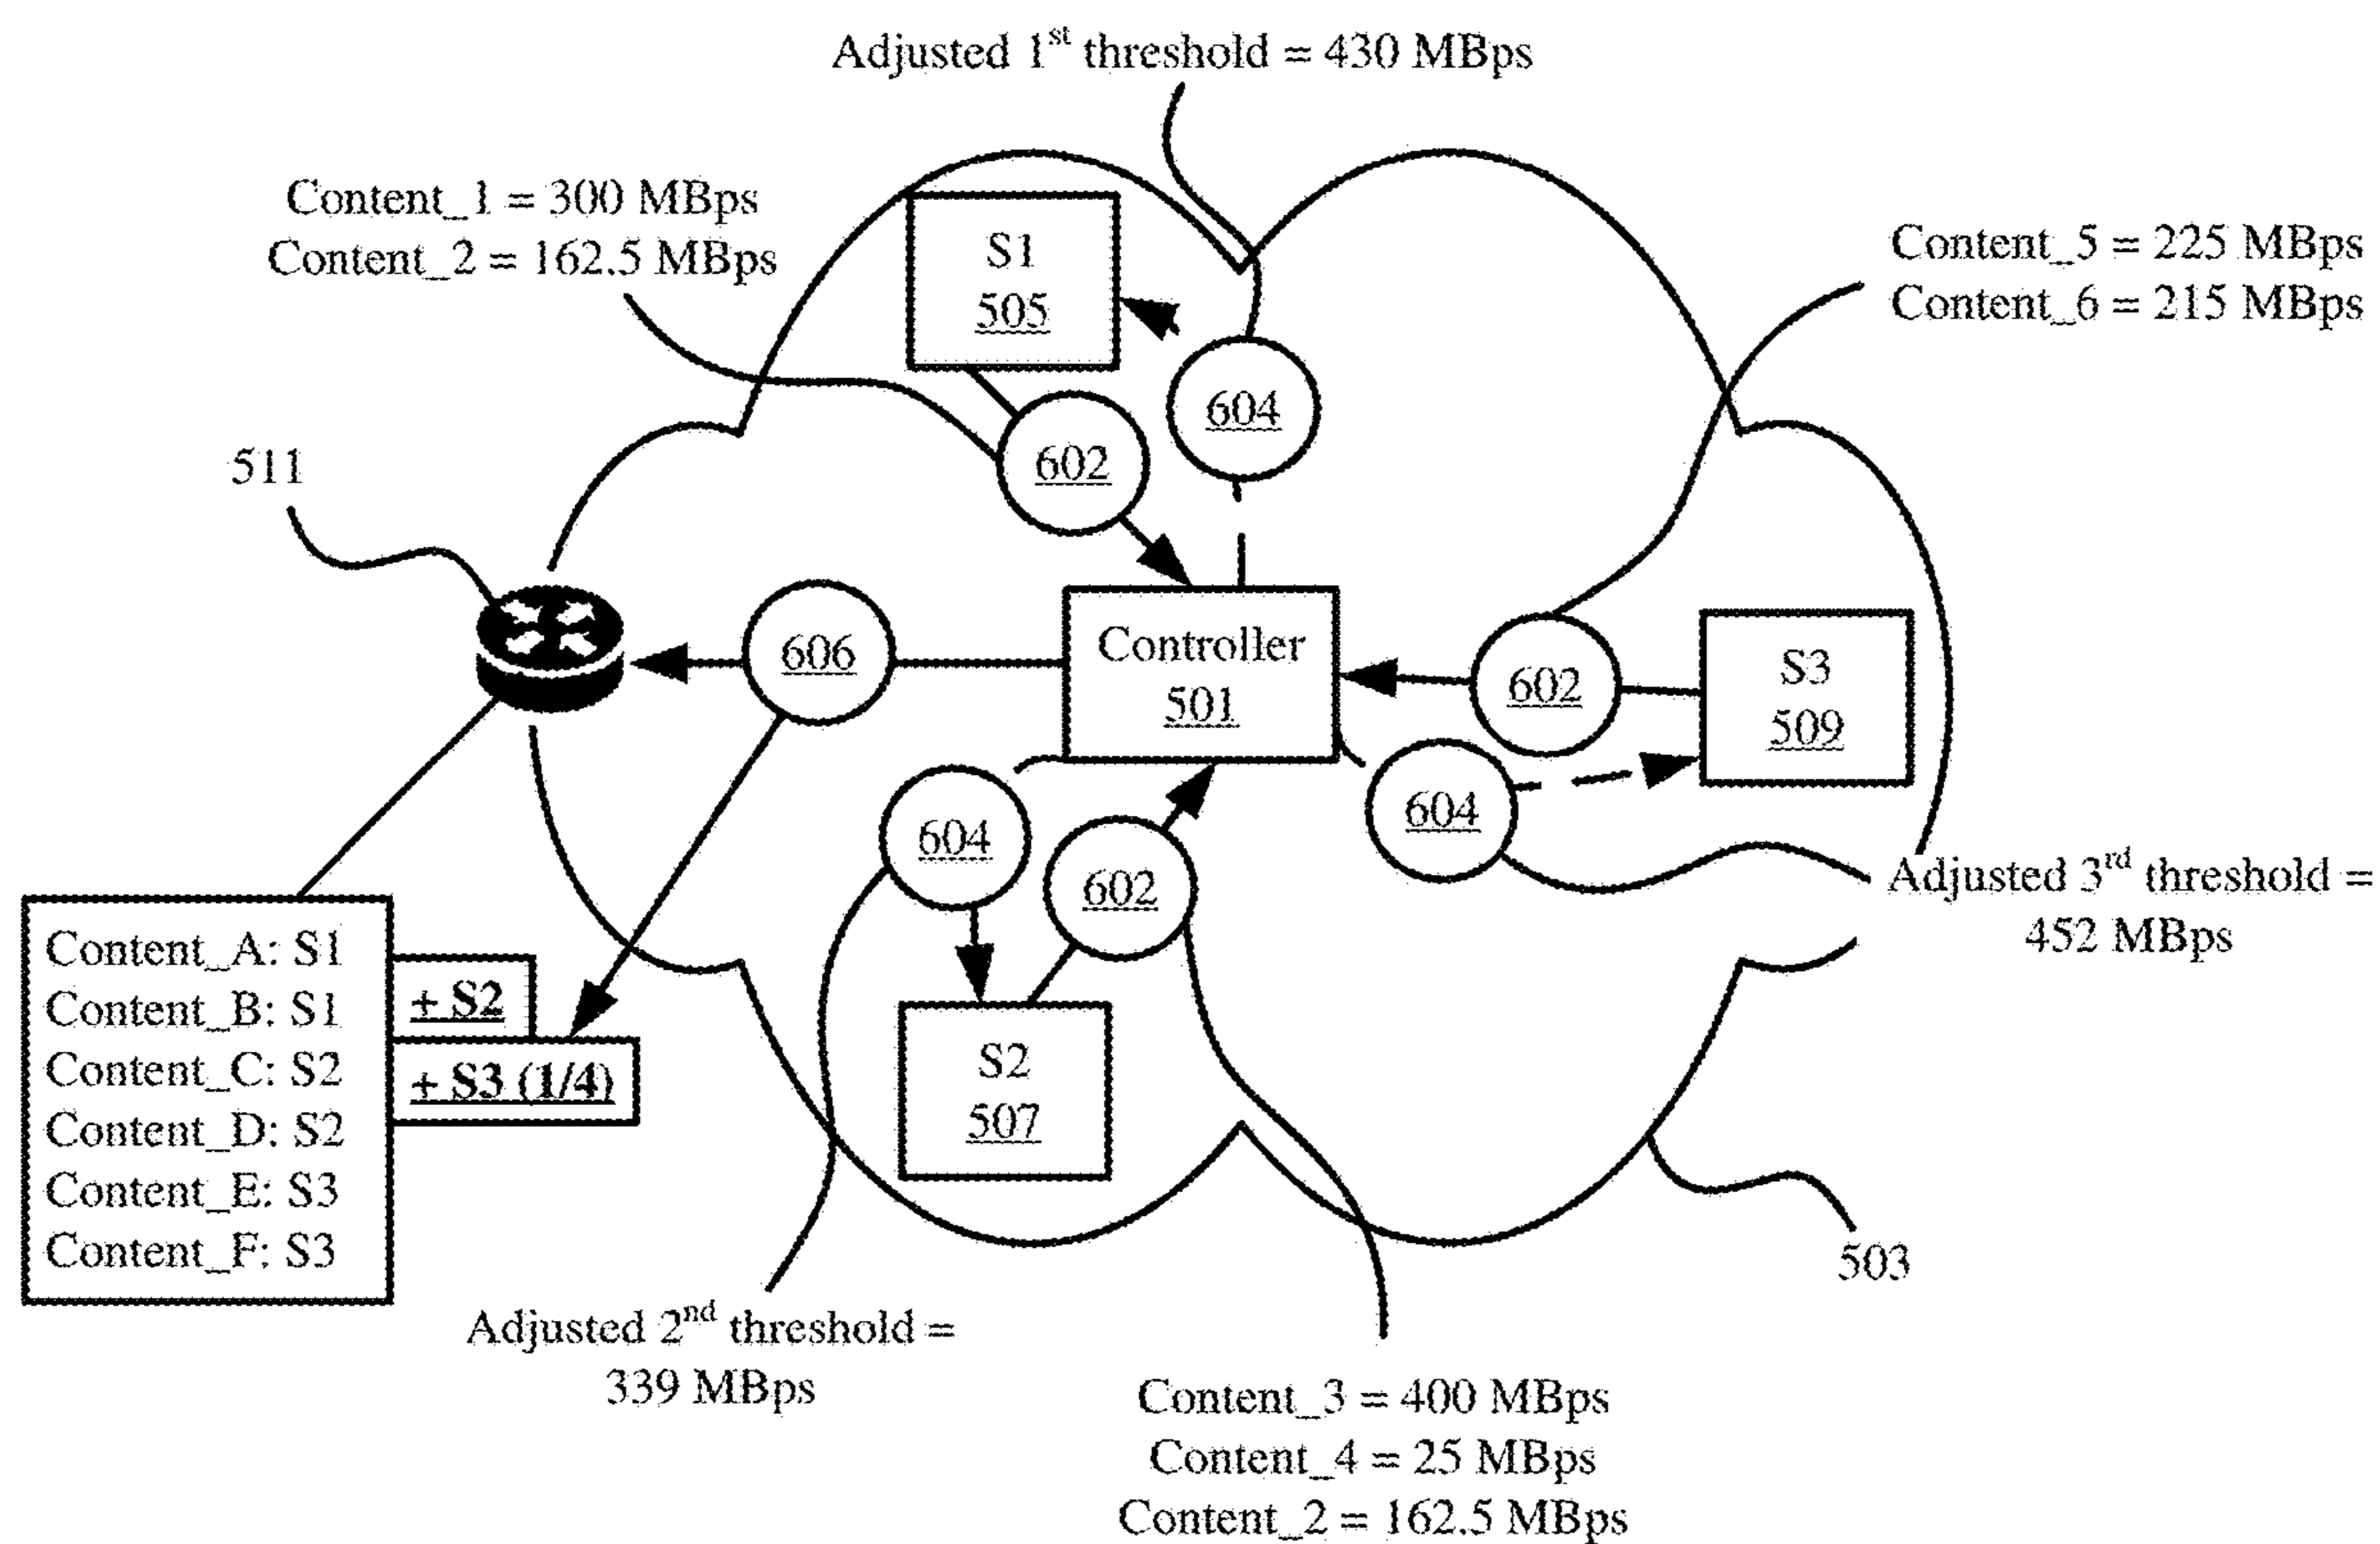 Adjusted 1st threshold = 430 MBps
Content_1 = 300 MBps
Content_2 = 162.5 MBps
Content_5 = 225 MBps
Content_6 = 215 MBps
S1
505
604
602
511
606
Controller
501
602
S3
509
604
604
602
Adjusted 3rd threshold =
452 MBps
Content_A: S1
Content_B: S1
Content_C: S2
Content_D: S2
Content_E: S3
Content_F: S3
+ S2
+ S3 (1/4)
S2
507
503
Adjusted 2nd threshold =
339 MBps
Content_3 = 400 MBps
Content_4 = 25 MBps
Content_2 = 162.5 MBps